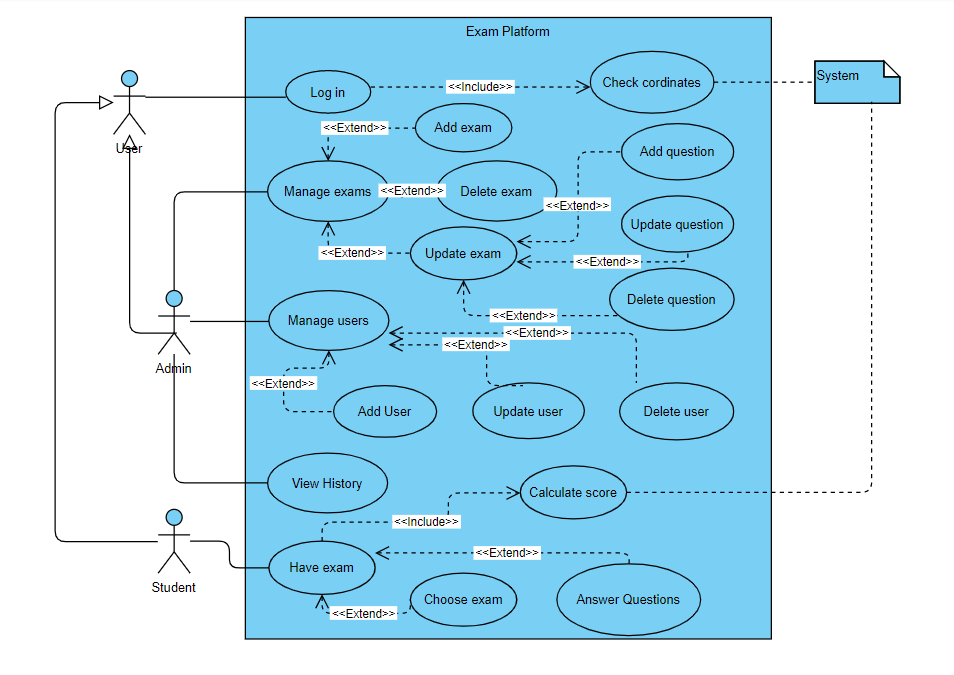 Exam Platform
System
Log in
<<Include>>
Check cordinates
User
<<Extend>>
Add exam
Add question
Manage exams
<<Extend>>
Delete exam
<<Extend>>
Update question
<<Extend>>
Update exam
<<Extend>>
Delete question
Manage users
<<Extend>>
<<Extend>>
<<Extend>>
Admin
<<Extend>>
Add User
Update user
Delete user
View History
Calculate score
<<Include>>
Student
Have exam
<<Extend>>
Choose exam
Answer Questions
<<Extend>>